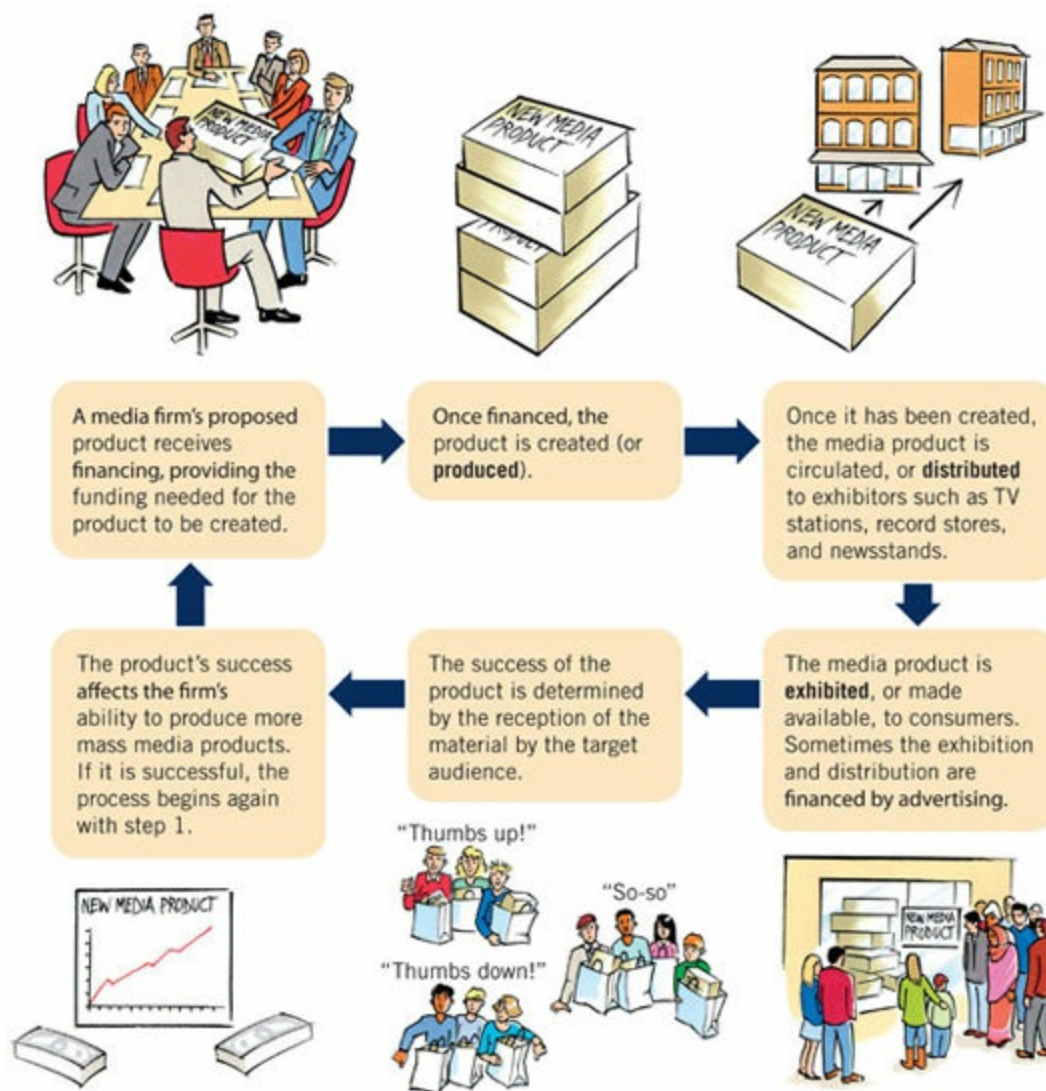 NEW MEDIA
PRODUCT
NEW MEDIA
PRODUCT
PRODUCT
NEW MEDIA
PRODUCT
A media firm's proposed
product receives
financing, providing the
funding needed for the
product to be created.
Once financed, the
product is created (or
produced).
Once it has been created,
the media product is
circulated, or distributed
to exhibitors such as TV
stations, record stores,
and newsstands.
The product's success
affects the firm's
ability to produce more
mass media products.
If it is successful, the
process begins again
with step 1.
The success of the
product is determined
by the reception of the
material by the target
audience.
The media product is
exhibited, or made
available, to consumers.
Sometimes the exhibition
and distribution are
financed by advertising.
NEW MEDIA PRODUCT
"Thumbs up!"
"So-so"
"Thumbs down!"
NEW MEDIA
PRODUCT